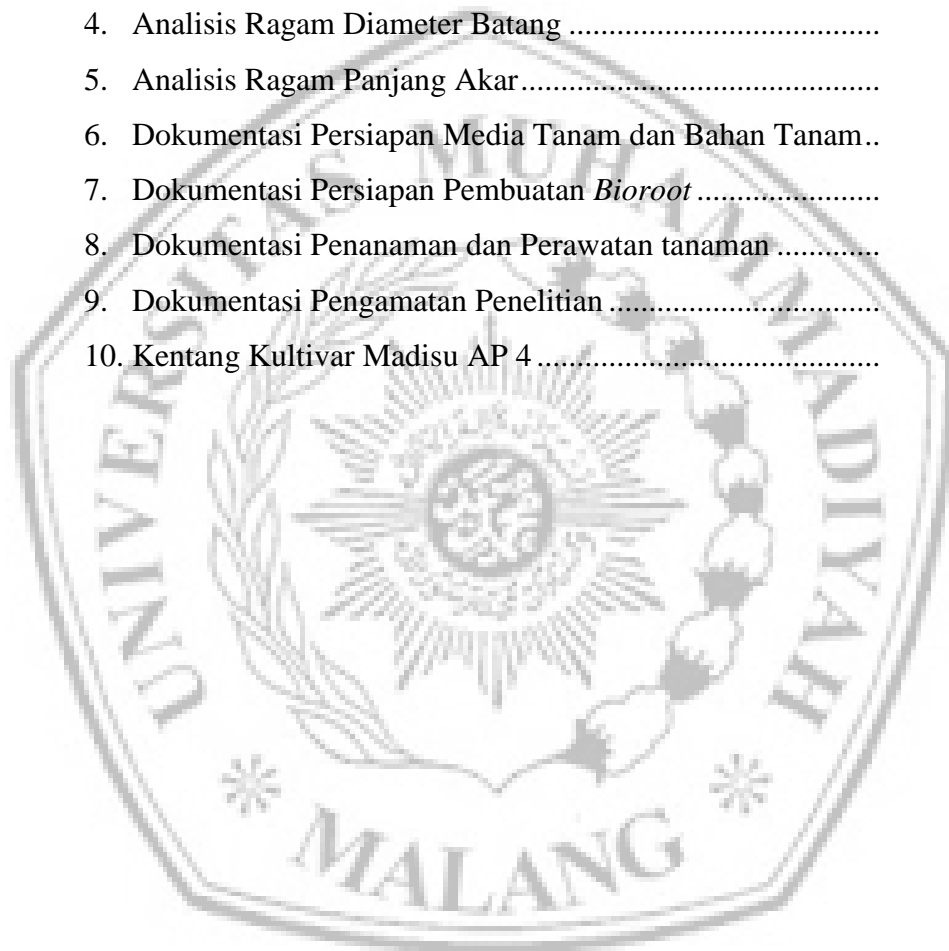 4. Analisis Ragam Diameter Batang ....................................
5. Analisis Ragam Panjang Akar.........................................
6. Dokumentasi Persiapan Media Tanam dan Bahan Tanam..
7. Dokumentasi Persiapan Pembuatan Bioroot .....................
8. Dokumentasi Penanaman dan Perawatan tanaman ............
9. Dokumentasi Pengamatan Penelitian ...............................
10. Kentang Kultivar Madisu AP 4 .......................................
UNIVERSITAS MUHAMMADIYAH
MALANG